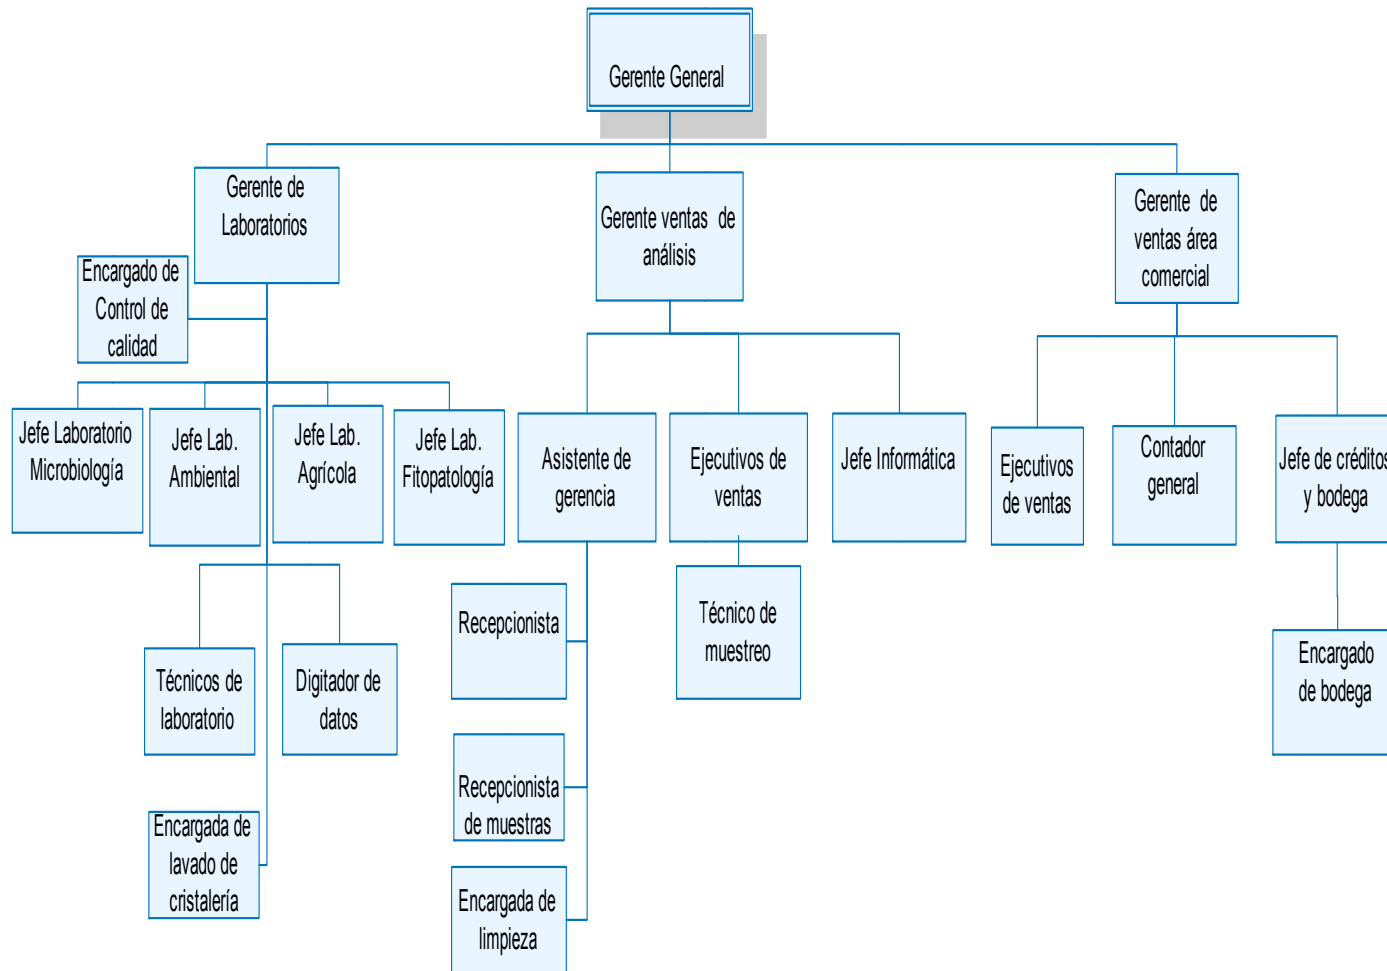 Gerente General
Gerente de
Laboratorios
Gerente ventas  de
análisis
Gerente  de
ventas área
comercial
Encargado de
Control de
calidad
Jefe Laboratorio
Microbiología
Jefe Lab.
Ambiental
Jefe Lab.
Agrícola
Jefe Lab.
Fitopatología
Asistente de
gerencia
Ejecutivos de
ventas
Jefe Informática
Ejecutivos
de ventas
Contador
general
Jefe de créditos
y bodega
Recepcionista
Técnico de
muestreo
Técnicos de
laboratorio
Digitador de
datos
Encargado
de bodega
Recepcionista
de muestras
Encargada de
lavado de
cristalería
Encargada de
limpieza